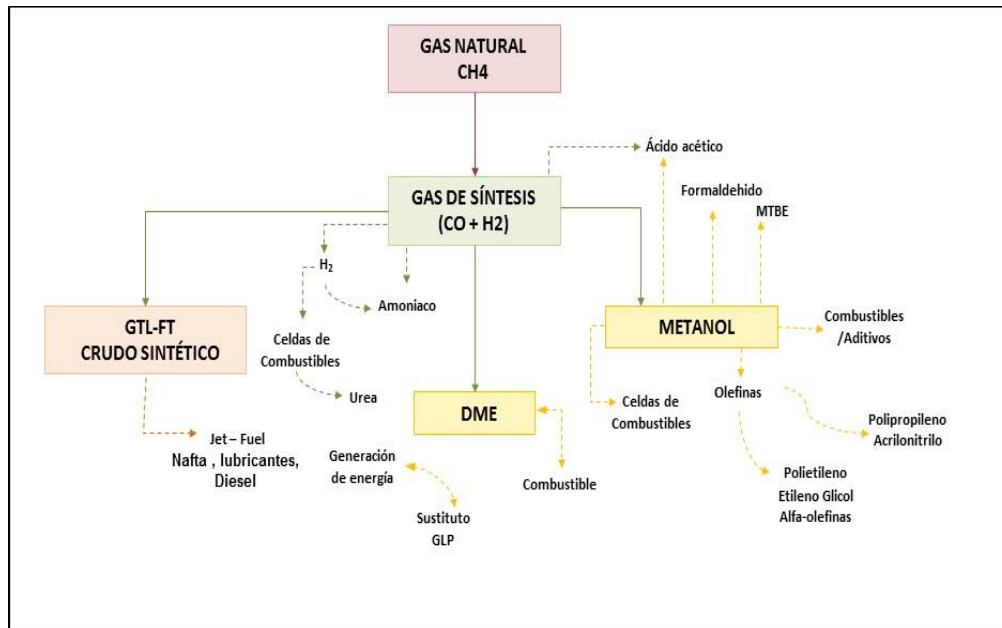 GAS NATURAL
CH4
Ácido acético
GAS DE SÍNTESIS
(CO + H2)
Formaldehido
MTBE
H₂
Amoniaco
GTL-FT
CRUDO SINTÉTICO
METANOL
Combustibles
/Aditivos
Celdas de
Combustibles
Urea
DME
Celdas de
Combustibles
Olefinas
Polipropileno
Acrilonitrilo
Jet – Fuel
Nafta , lubricantes,
Diesel
Generación
de energía
Combustible
Sustituto
GLP
Polietileno
Etileno Glicol
Alfa-olefinas